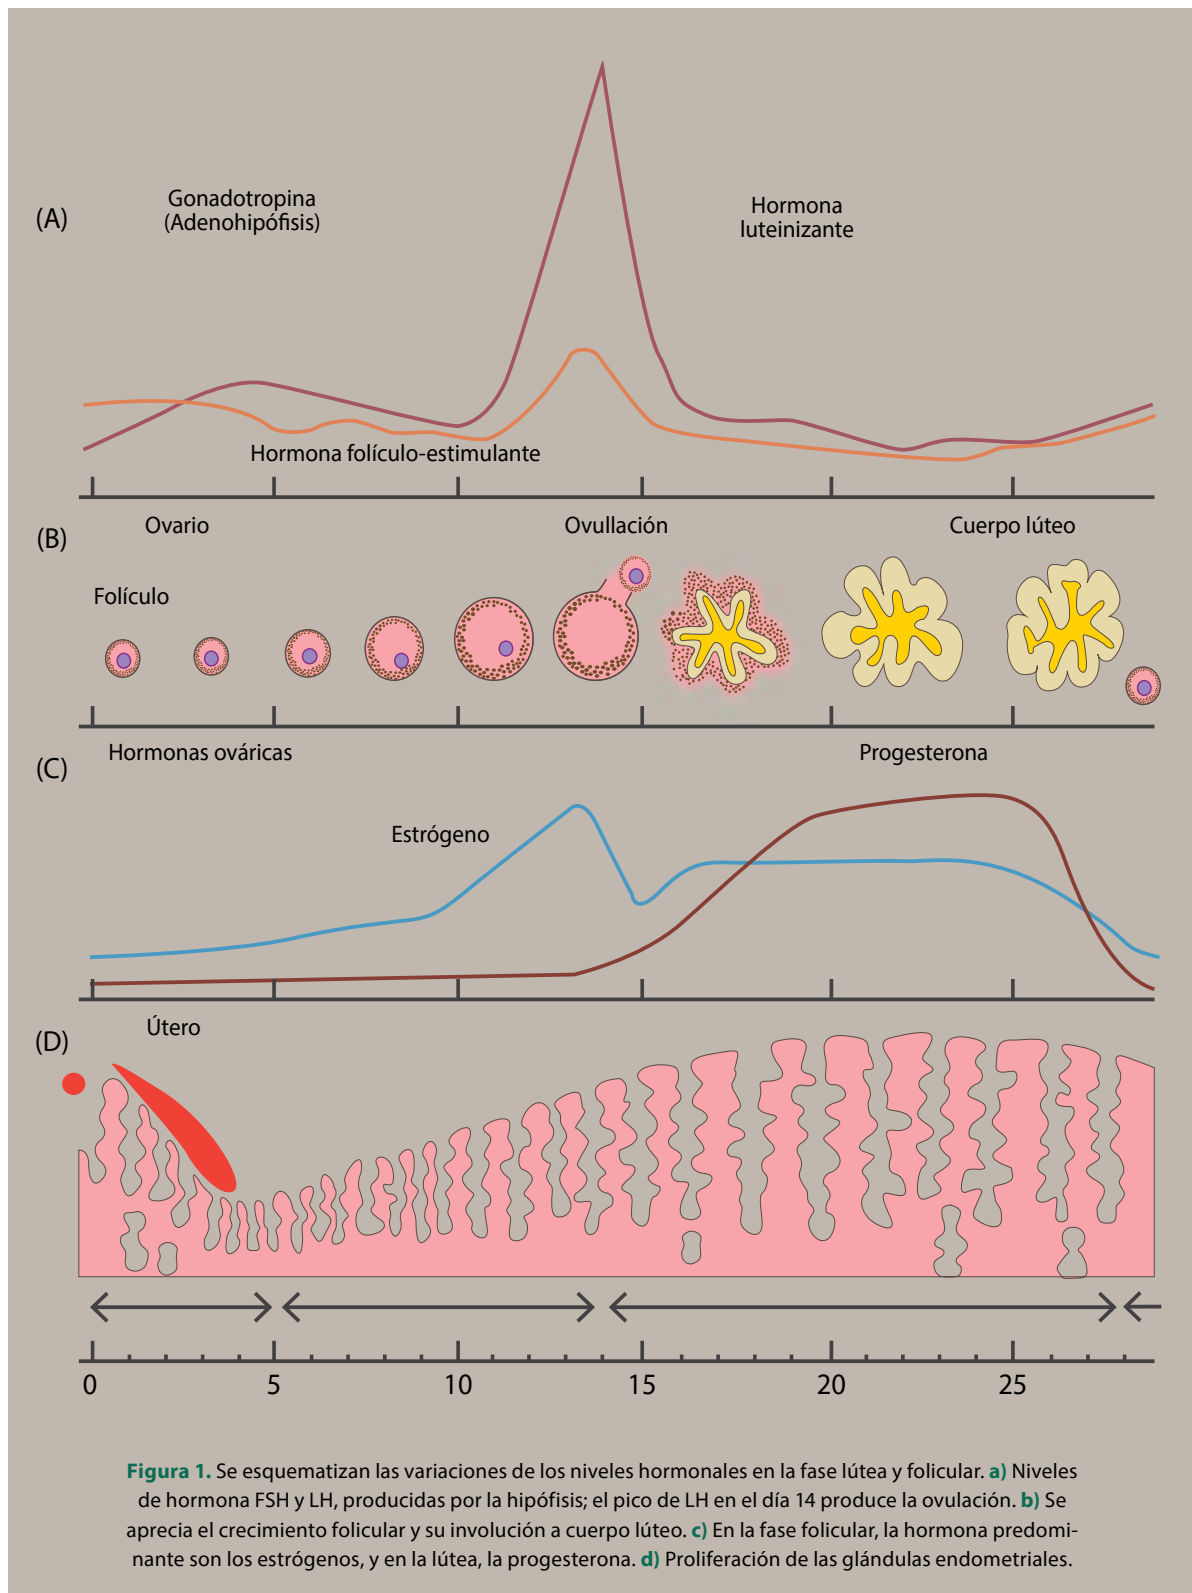 (A)
Gonadotropina
(Adenohipófisis)
Hormona
luteinizante
Hormona folículo-estimulante
(B)
Ovario
Ovullación
Cuerpo lúteo
Folículo
(C)
Hormonas ováricas
Progesterona
Estrógeno
(D)
Útero
0 5 10 15 20 25
Figura 1. Se esquematizan las variaciones de los niveles hormonales en la fase lútea y folicular. a) Niveles
de hormona FSH y LH, producidas por la hipófisis; el pico de LH en el día 14 produce la ovulación. b) Se
aprecia el crecimiento folicular y su involución a cuerpo lúteo. c) En la fase folicular, la hormona predomi-
nante son los estrógenos, y en la lútea, la progesterona. d) Proliferación de las glándulas endometriales.